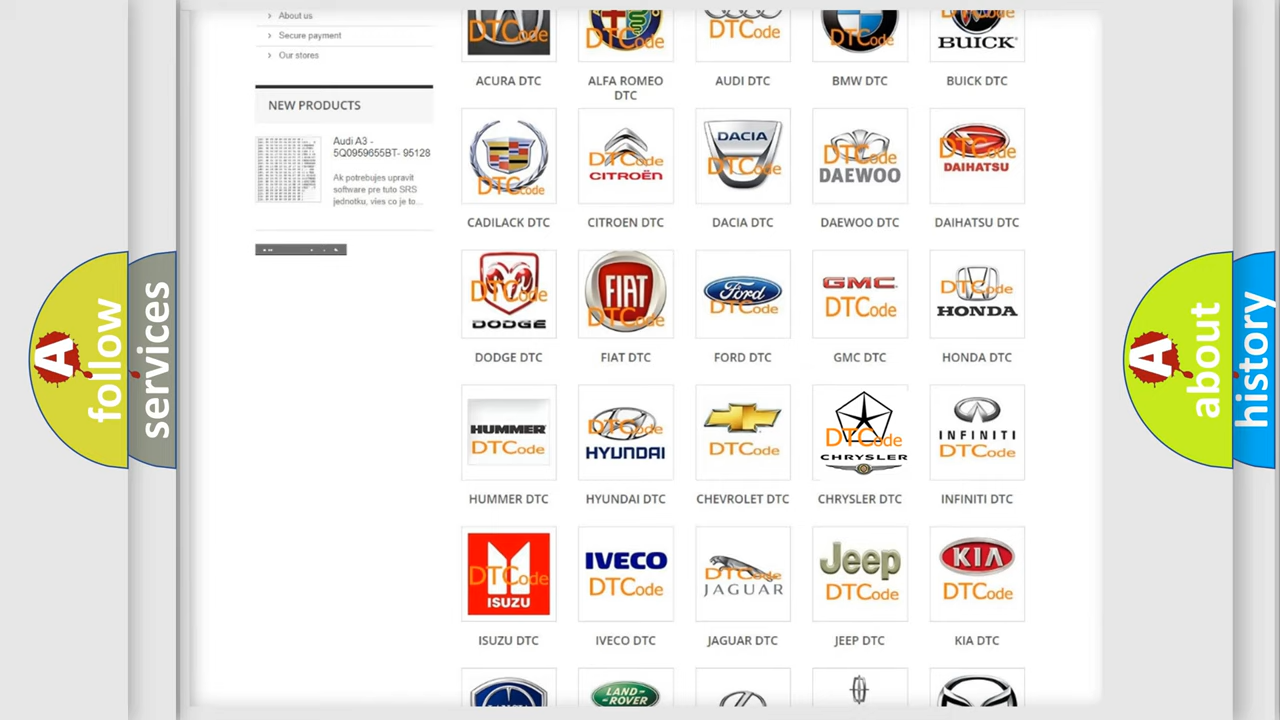 About us
Secure payment
Our stores
NEW PRODUCTS
Audi A3 -
5Q0959655BT- 95128
Ak potrebujes upravit
software pre tuto SRS
jednotku, vies co je to...
DTCode
DTCode
DTCode
DTCode
DTCode
BUICK
ACURA DTC
ALFA ROMEO
DTC
AUDI DTC
BMW DTC
BUICK DTC
DTCode
DTCode
CITROËN
DACIA
DTCode
DTCode
DAEWOO
DTCode
DAIHATSU
CADILACK DTC
CITROEN DTC
DACIA DTC
DAEWOO DTC
DAIHATSU DTC
DTCode
DODGE
FIAT
DTCode
Ford
DTCode
GMC
DTCode
DTCode
HONDA
DODGE DTC
FIAT DTC
FORD DTC
GMC DTC
HONDA DTC
HUMMER
DTCode
DTCode
HYUNDAI
DTCode
DTCode
CHRYSLER
INFINITI
DTCode
HUMMER DTC
HYUNDAI DTC
CHEVROLET DTC
CHRYSLER DTC
INFINITI DTC
DTCode
ISUZU
IVECO
DTCode
DTCode
JAGUAR
Jeep
DTCode
KIA
DTCode
ISUZU DTC
IVECO DTC
JAGUAR DTC
JEEP DTC
KIA DTC
LAND-
ROVER
A
follow
services
A
about
history